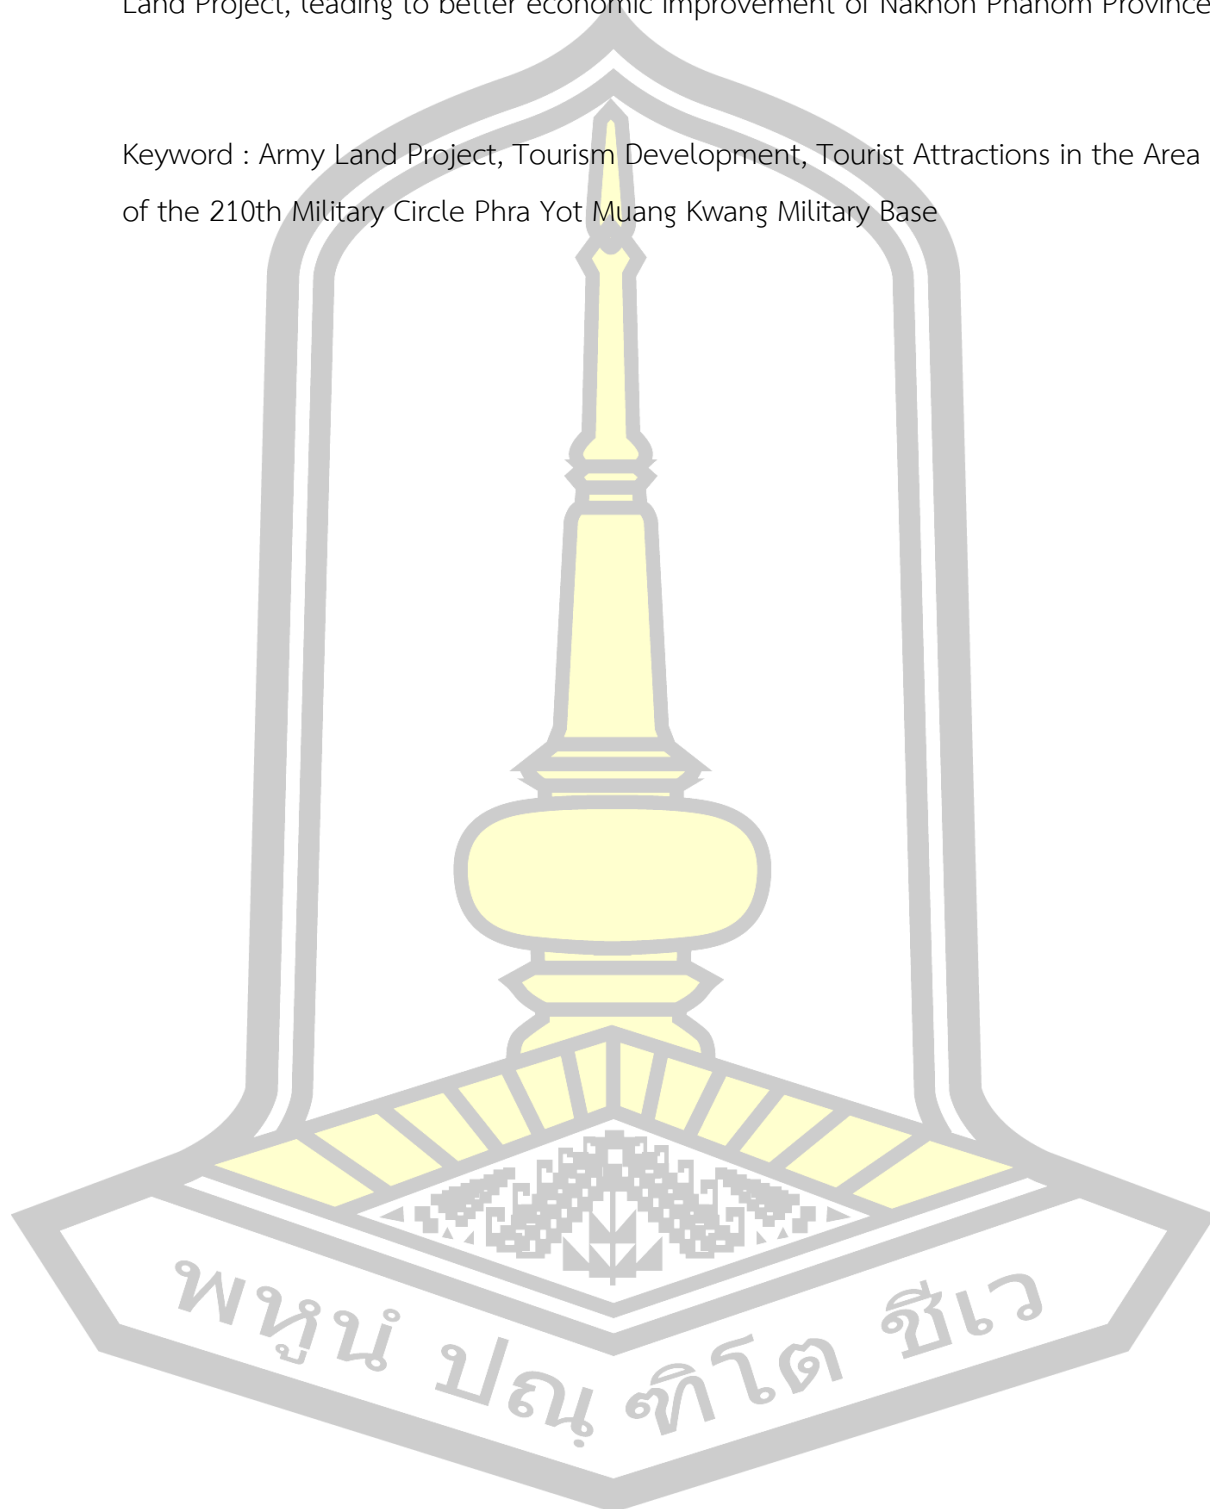 Land Project, leading to better economic improvement of Nakhon Phanom Province
Keyword : Army Land Project, Tourism Development, Tourist Attractions in the Area
of the 210th Military Circle Phra Yot Muang Kwang Military Base
พหูนํ ปณฺฑิโต ชีเว